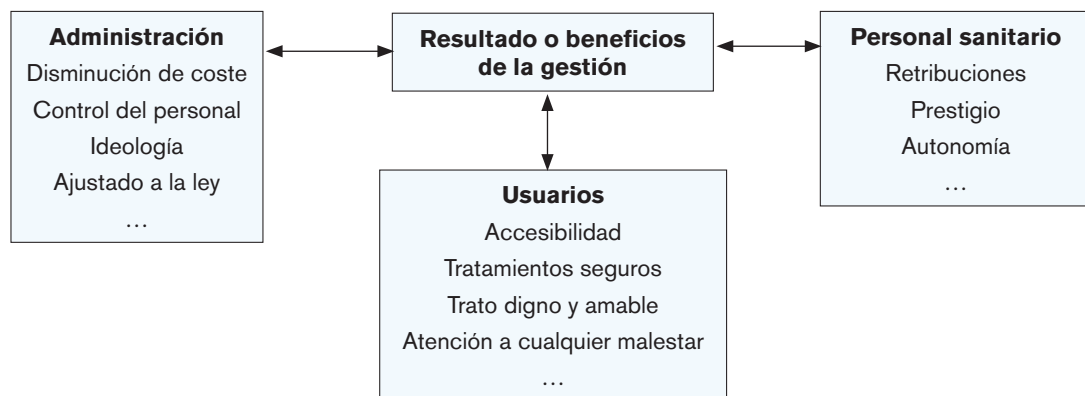 Administración
Disminución de coste
Control del personal
Ideología
Ajustado a la ley
…
Resultado o beneficios
de la gestión
Personal sanitario
Retribuciones
Prestigio
Autonomía
…
Usuarios
Accesibilidad
Tratamientos seguros
Trato digno y amable
Atención a cualquier malestar
…